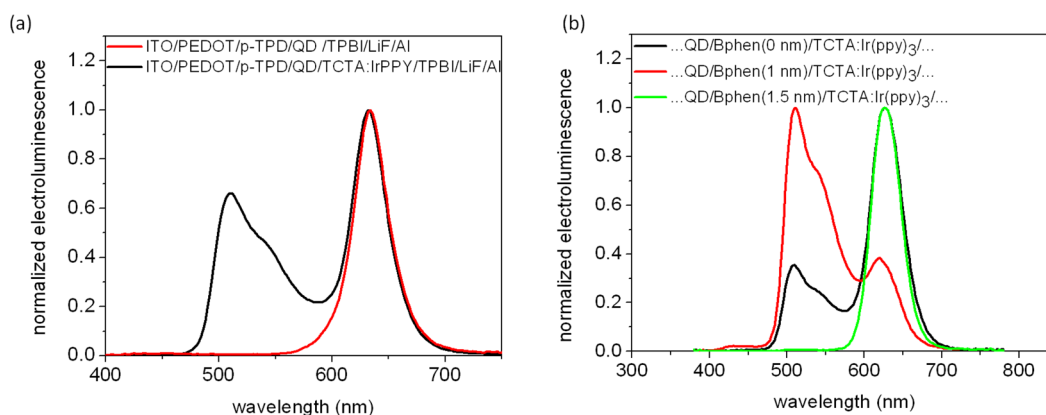 (a)
ITO/PEDOT/p-TPD/QD /TPBI/LiF/Al
ITO/PEDOT/p-TPD/QD/TCTA:IrPPY/TPBI/LiF/Al
normalized electroluminescence
1.2
1.0
0.8
0.6
0.4
0.2
0.0
400 500 600 700
wavelength (nm)
(b)
...QD/Bphen(0 nm)/TCTA:Ir(ppy)3/...
...QD/Bphen(1 nm)/TCTA:Ir(ppy)3/...
...QD/Bphen(1.5 nm)/TCTA:Ir(ppy)3/...
normalized electroluminescence
1.2
1.0
0.8
0.6
0.4
0.2
0.0
300 400 500 600 700 800
wavelength (nm)